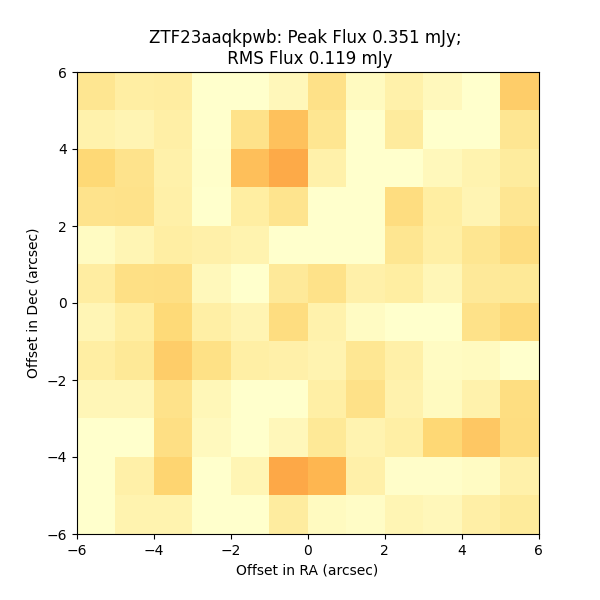 ZTF23aaqkpwb: Peak Flux 0.351 mJy;
RMS Flux 0.119 mJy
6
4
2
0
−2
−4
−6
Offset in Dec (arcsec)
−6 −4 −2 0 2 4 6
Offset in RA (arcsec)